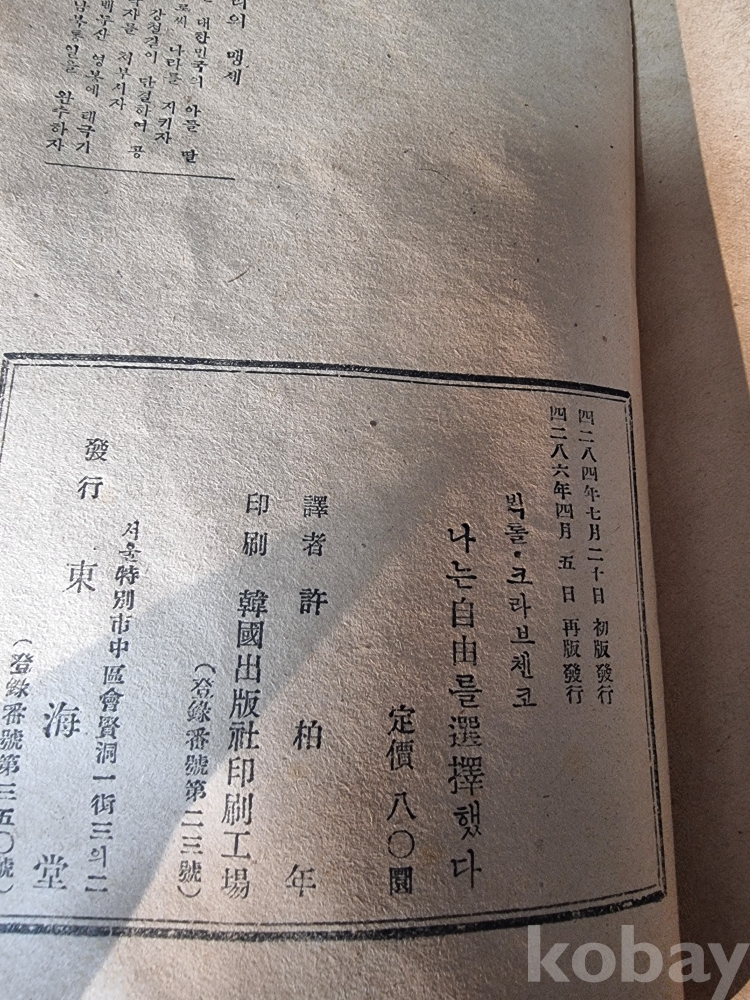 리의 맹세
대한민국의 아들 딸
로써 나라를 지키자
강철같이 단결하여 공
자를 쳐부시자
백두산 영봉에 태극기
남북통일을 완수하자
四二八四年七月二十日 初版發行
四二八六年四月 五 日 再版發行
빅톨·크라브첸코
나는自由를選擇했다
定價 八〇圜
譯者 許 柏 年
印刷 韓國出版社印刷工場
(登錄番號第二三號)
서울特別市中區會賢洞一街三의二
發行 東 海 堂
(登錄番號第三五〇號)
kobay